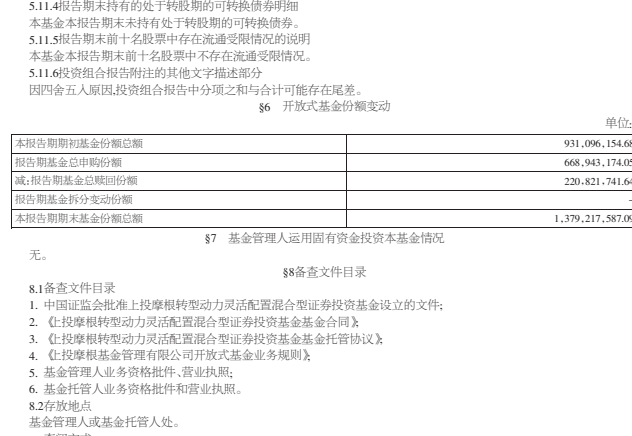 5.11.4报告期末持有的处于转股期的可转换债券明细
本基金本报告期末未持有处于转股期的可转换债券。
5.11.5报告期末前十名股票中存在流通受限情况的说明
本基金本报告期末前十名股票中不存在流通受限情况。
5.11.6投资组合报告附注的其他文字描述部分
因四舍五入原因,投资组合报告中分项之和与合计可能存在尾差。
§6 开放式基金份额变动
单位:
本报告期期初基金份额总额 931,096,154.68
报告期基金总申购份额 668,943,174.05
减:报告期基金总赎回份额 220,821,741.64
报告期基金拆分变动份额 -
本报告期期末基金份额总额 1,379,217,587.09
§7 基金管理人运用固有资金投资本基金情况
无。
§8备查文件目录
8.1备查文件目录
1. 中国证监会批准上投摩根转型动力灵活配置混合型证券投资基金设立的文件;
2. 《上投摩根转型动力灵活配置混合型证券投资基金基金合同》;
3. 《上投摩根转型动力灵活配置混合型证券投资基金基金托管协议》;
4. 《上投摩根基金管理有限公司开放式基金业务规则》;
5. 基金管理人业务资格批件、营业执照;
6. 基金托管人业务资格批件和营业执照。
8.2存放地点
基金管理人或基金托管人处。